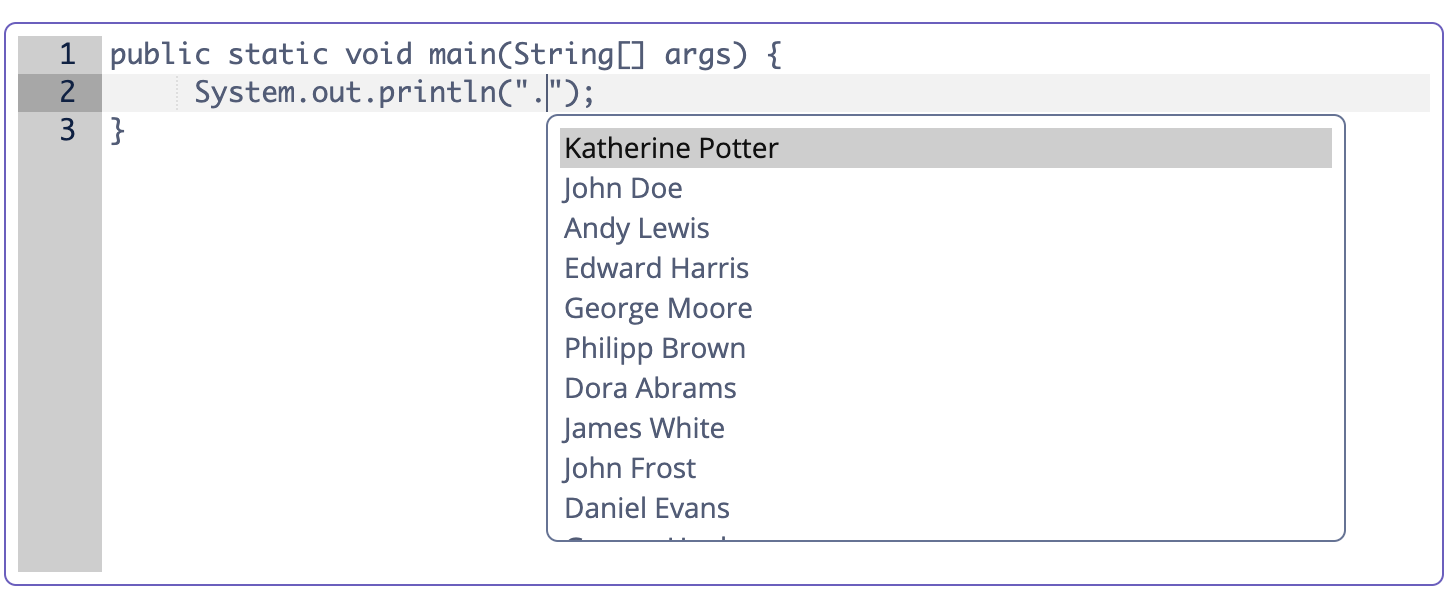 1 public static void main(String[] args) {
2 System.out.println(".");
3 }
Katherine Potter
John Doe
Andy Lewis
Edward Harris
George Moore
Philipp Brown
Dora Abrams
James White
John Frost
Daniel Evans